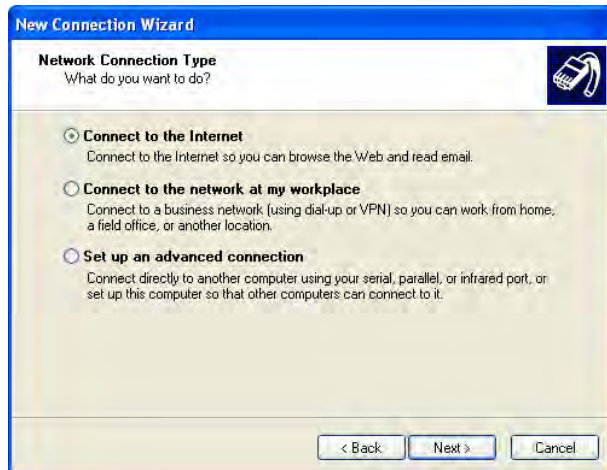 New Connection Wizard
Network Connection Type
What do you want to do?
Connect to the Internet
Connect to the Internet so you can browse the Web and read email.
Connect to the network at my workplace
Connect to a business network (using dial-up or VPN) so you can work from home,
a field office, or another location.
Set up an advanced connection
Connect directly to another computer using your serial, parallel, or infrared port, or
set up this computer so that other computers can connect to it.
< Back Next > Cancel